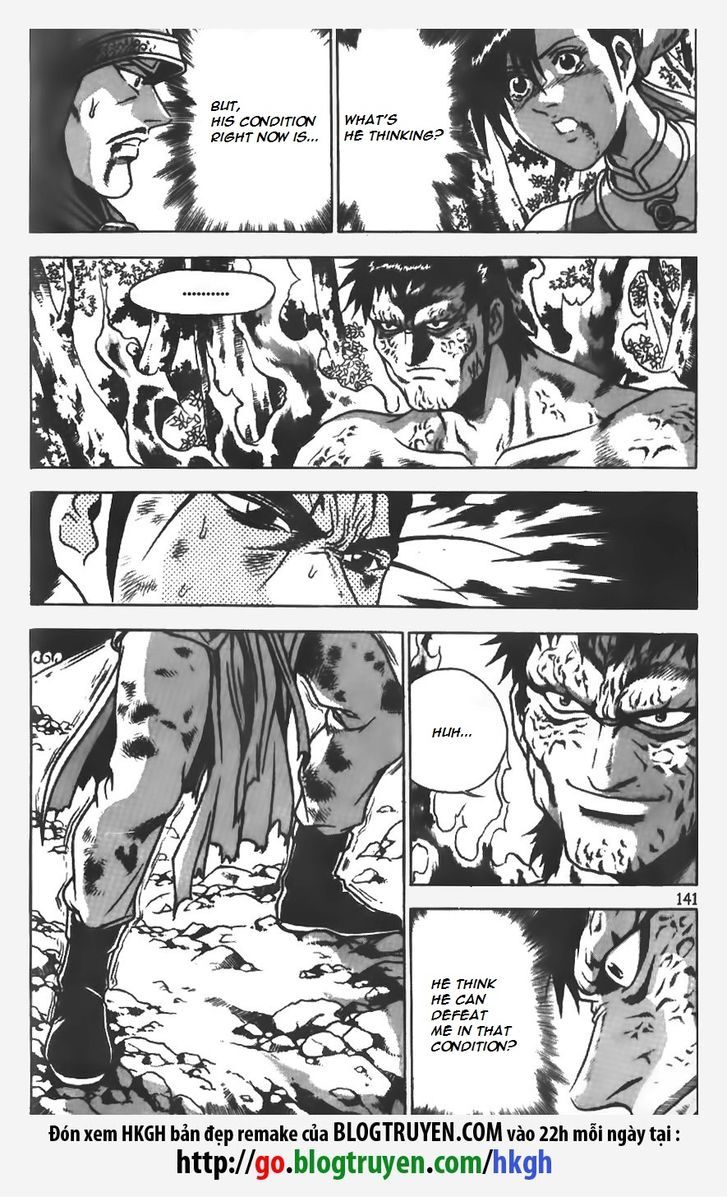 BUT,
HIS CONDITION
RIGHT NOW IS...
WHAT'S
HE THINKING?
..........
HUH...
141
HE THINK
HE CAN
DEFEAT
ME IN THAT
CONDITION?
Đón xem HKGH bản đẹp remake của BLOGTRUYEN.COM vào 22h mỗi ngày tại :
http://go.blogtruyen.com/hkgh